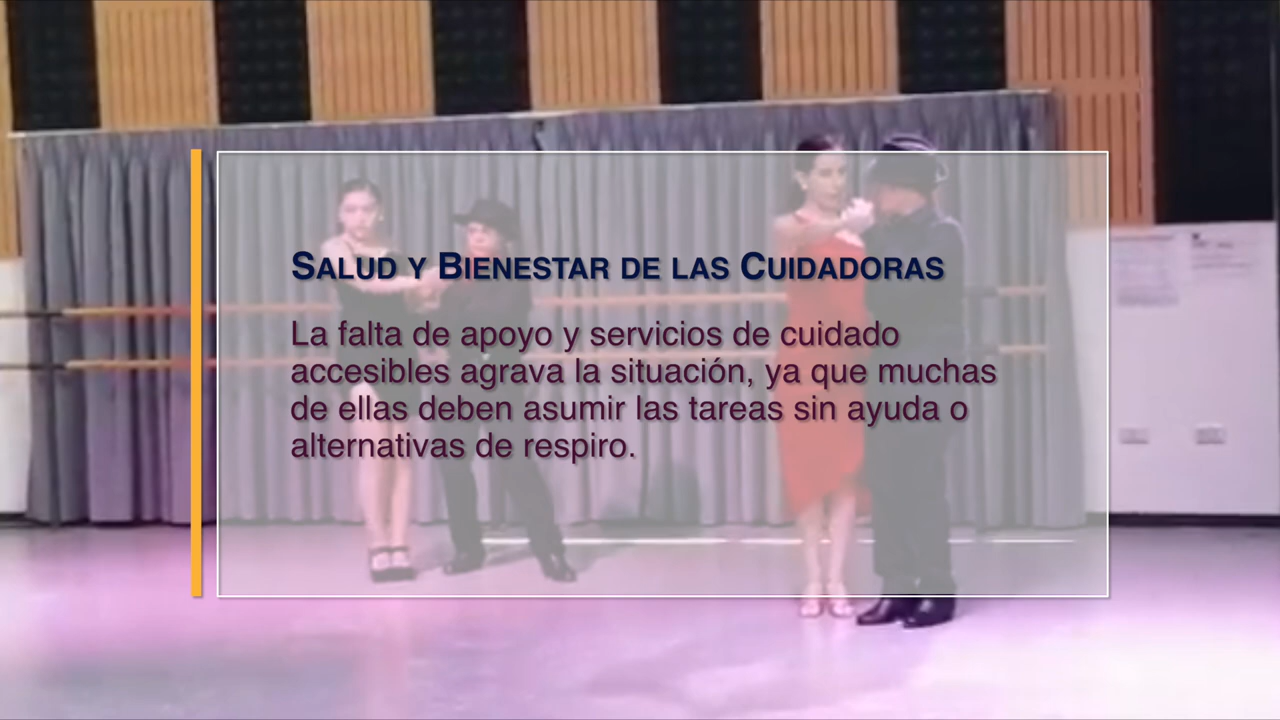 Salud y Bienestar de las Cuidadoras
La falta de apoyo y servicios de cuidado
accesibles agrava la situación, ya que muchas
de ellas deben asumir las tareas sin ayuda o
alternativas de respiro.